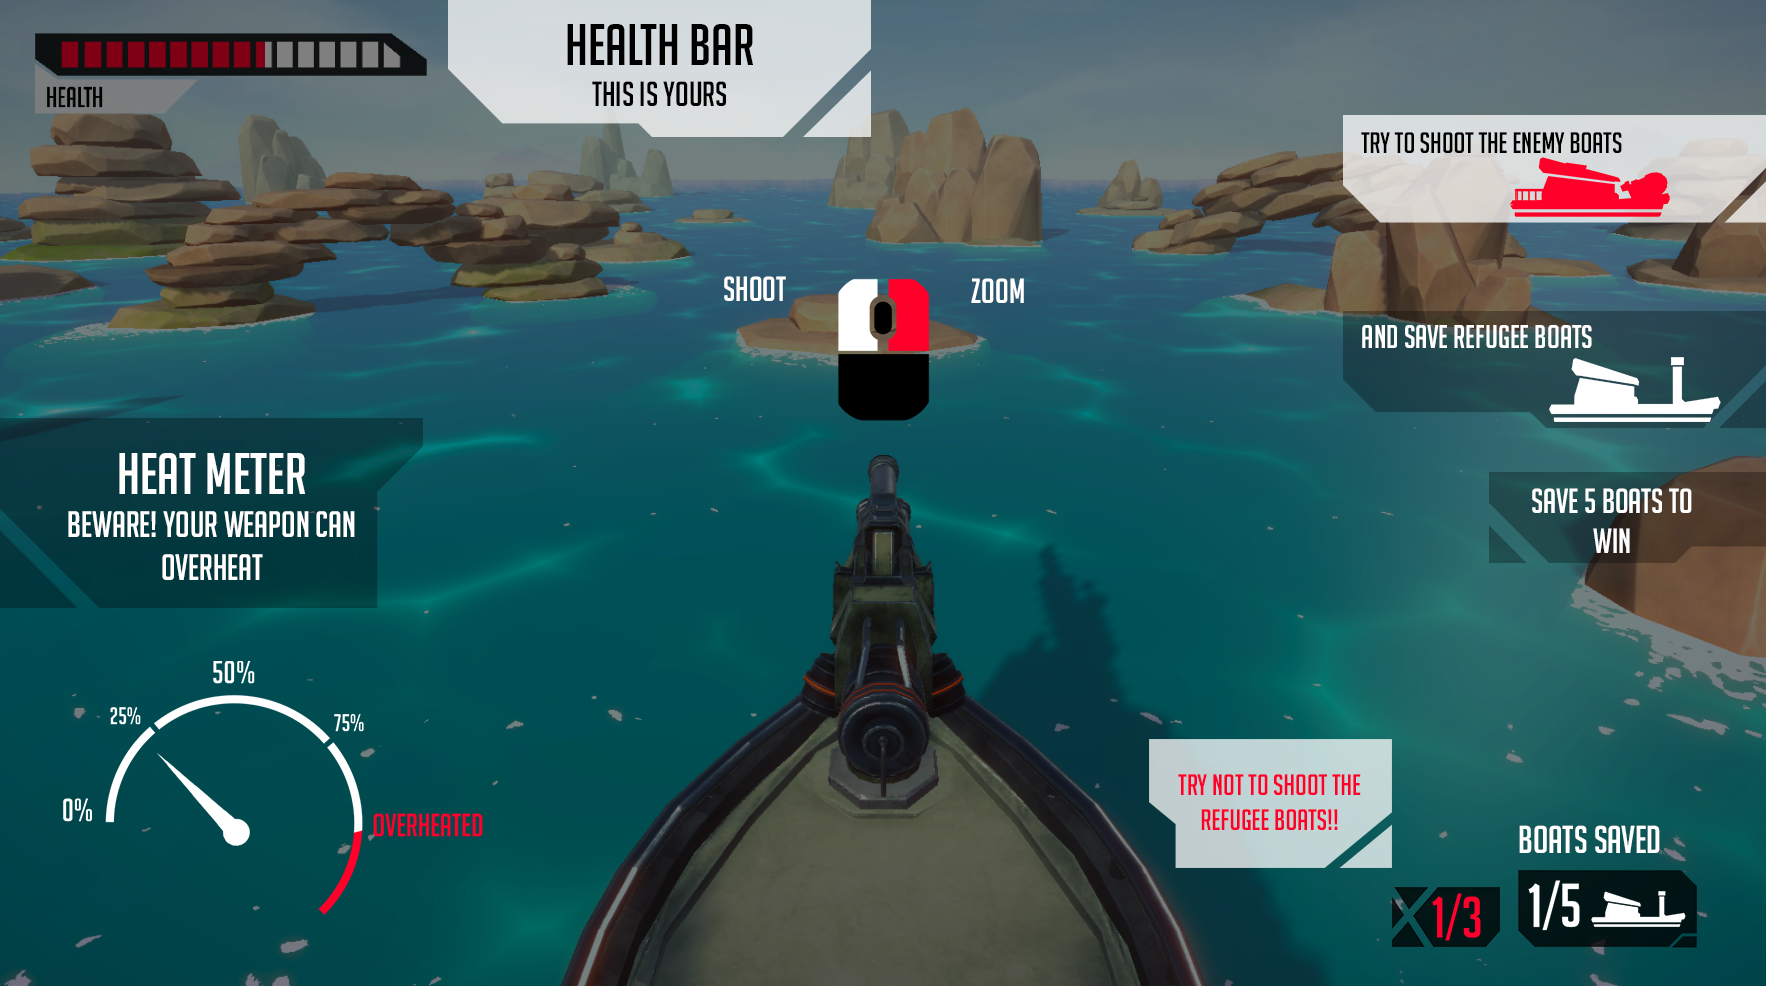 HEALTH BAR
THIS IS YOURS
HEALTH
TRY TO SHOOT THE ENEMY BOATS
SHOOT
ZOOM
AND SAVE REFUGEE BOATS
HEAT METER
BEWARE! YOUR WEAPON CAN
OVERHEAT
SAVE 5 BOATS TO
WIN
50%
25%
75%
0%
OVERHEATED
TRY NOT TO SHOOT THE
REFUGEE BOATS!!
BOATS SAVED
X 1/3
1/5